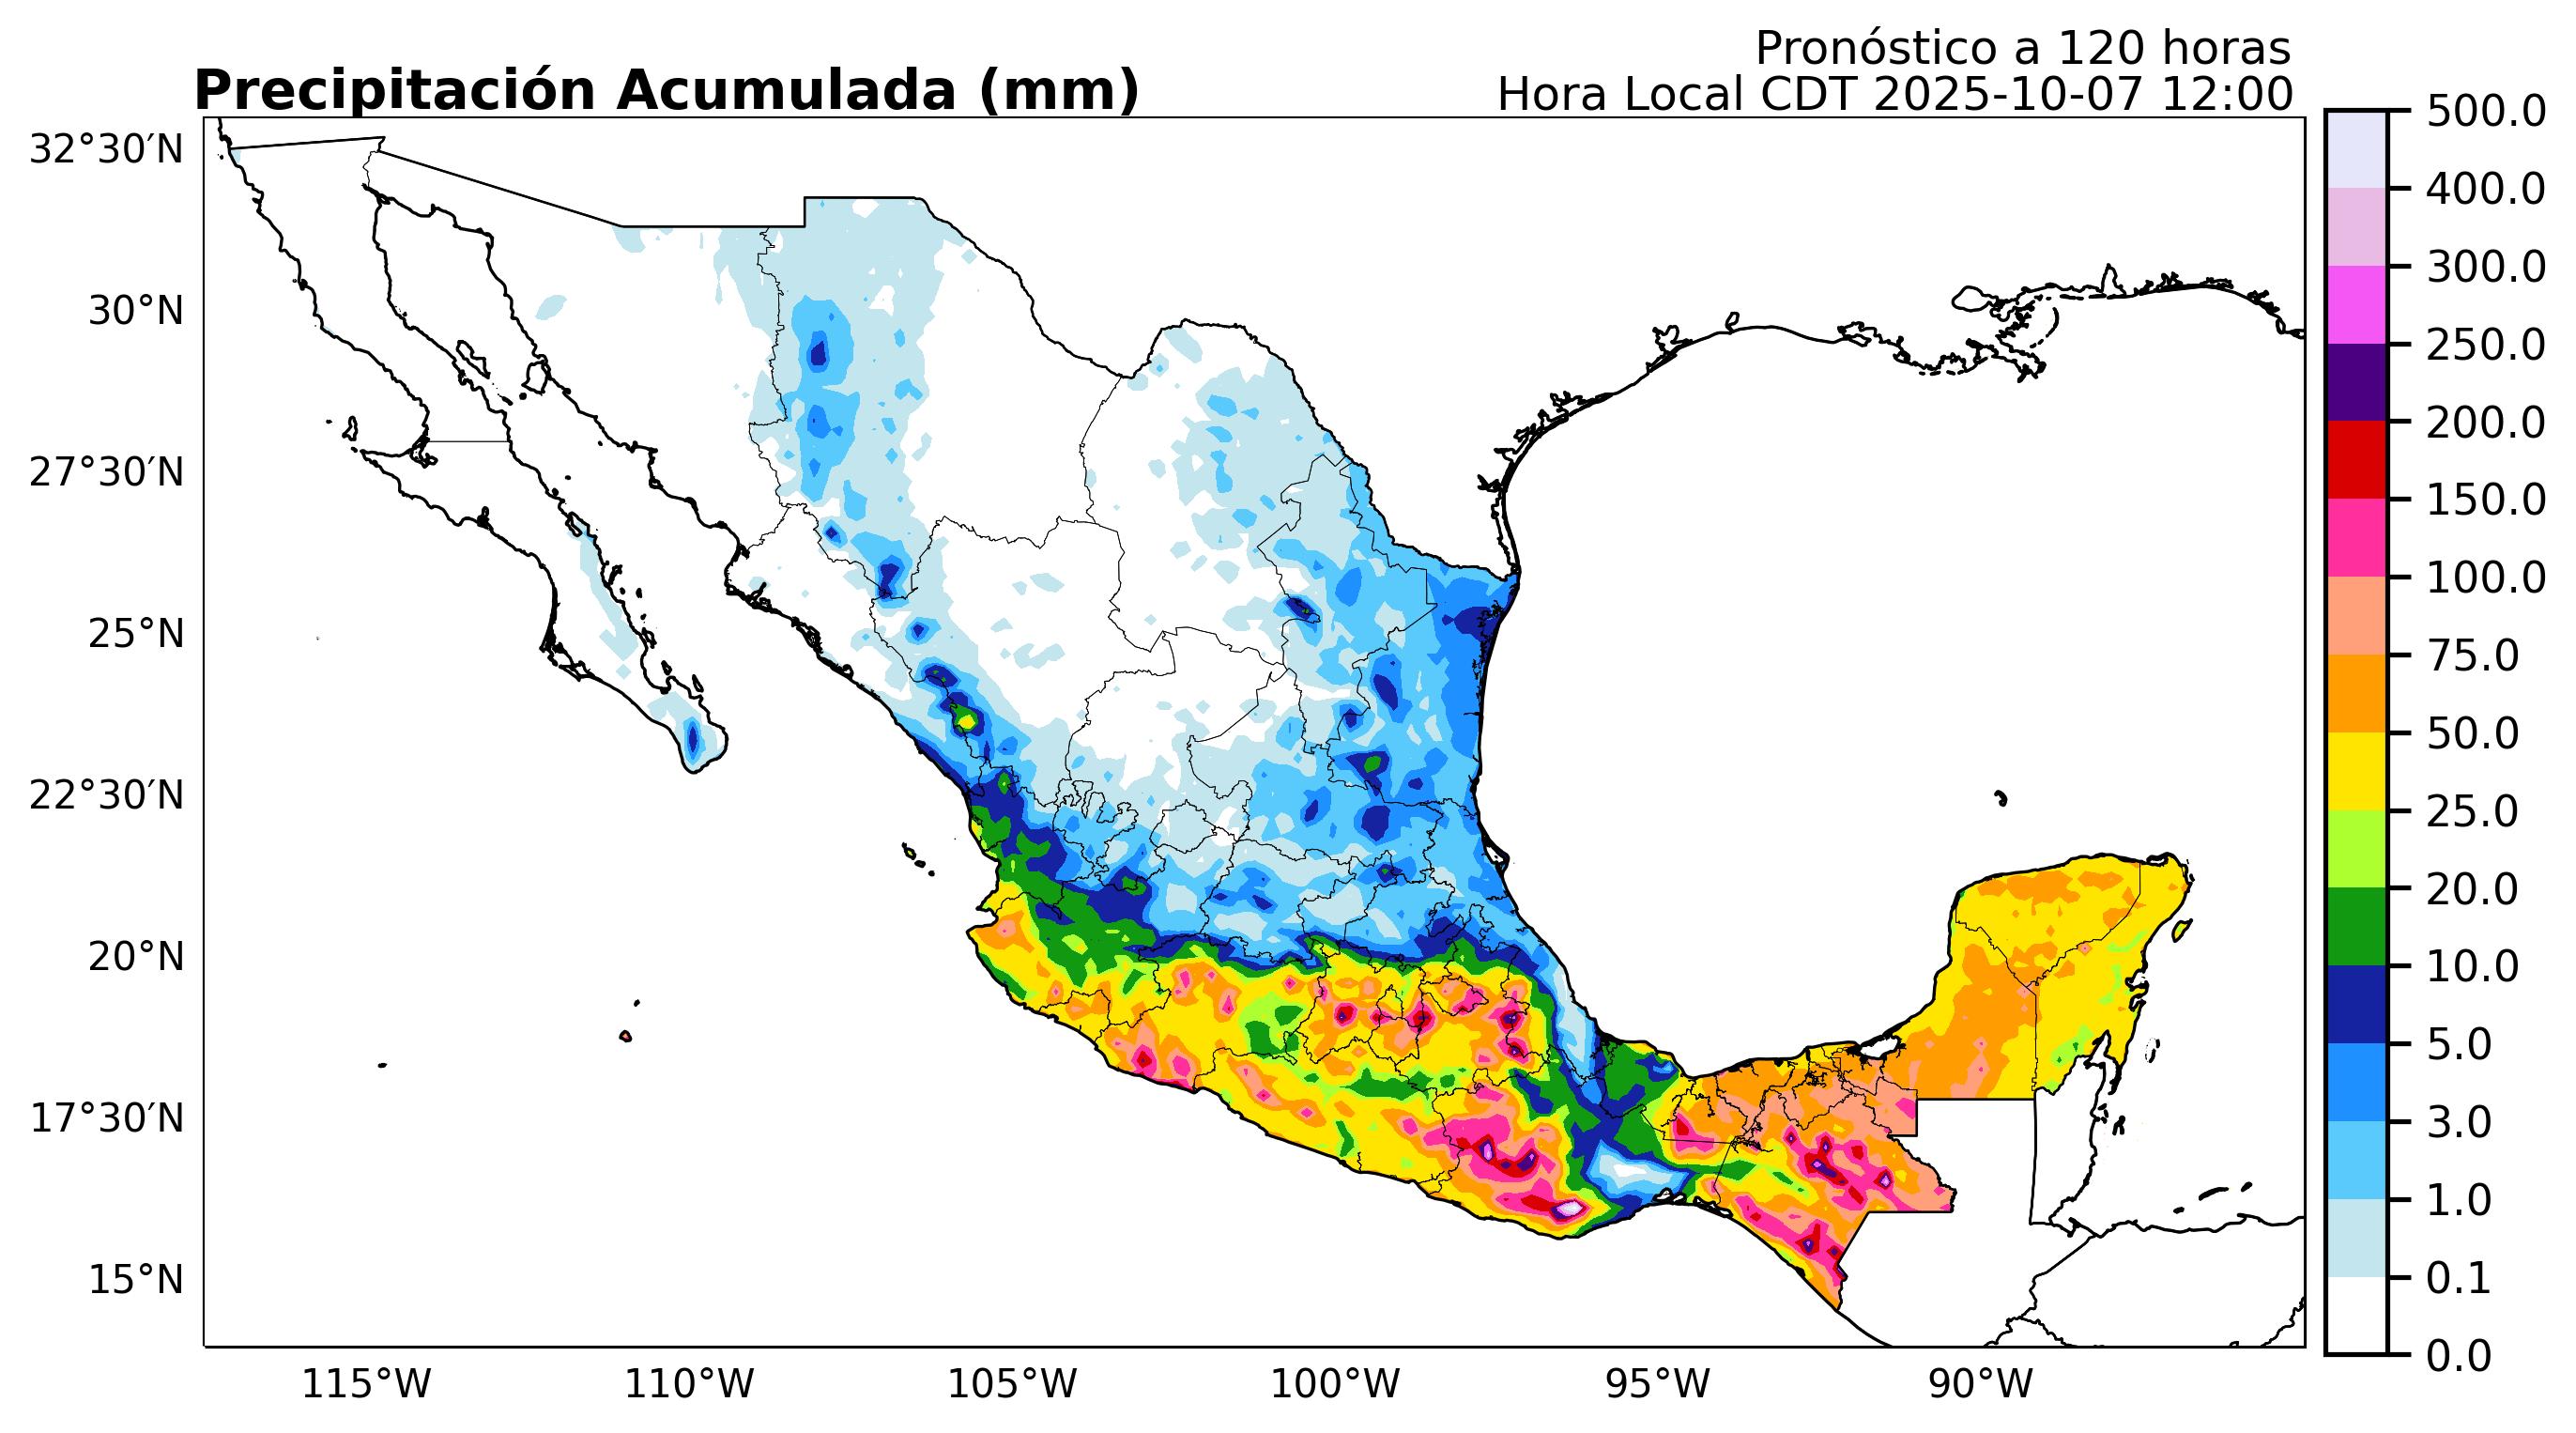 Pronóstico a 120 horas
Precipitación Acumulada (mm)
Hora Local CDT 2025-10-07 12:00
32°30′N
30°N
27°30′N
25°N
22°30′N
20°N
17°30′N
15°N
115°W
110°W
105°W
100°W
95°W
90°W
500.0
400.0
300.0
250.0
200.0
150.0
100.0
75.0
50.0
25.0
20.0
10.0
5.0
3.0
1.0
0.1
0.0